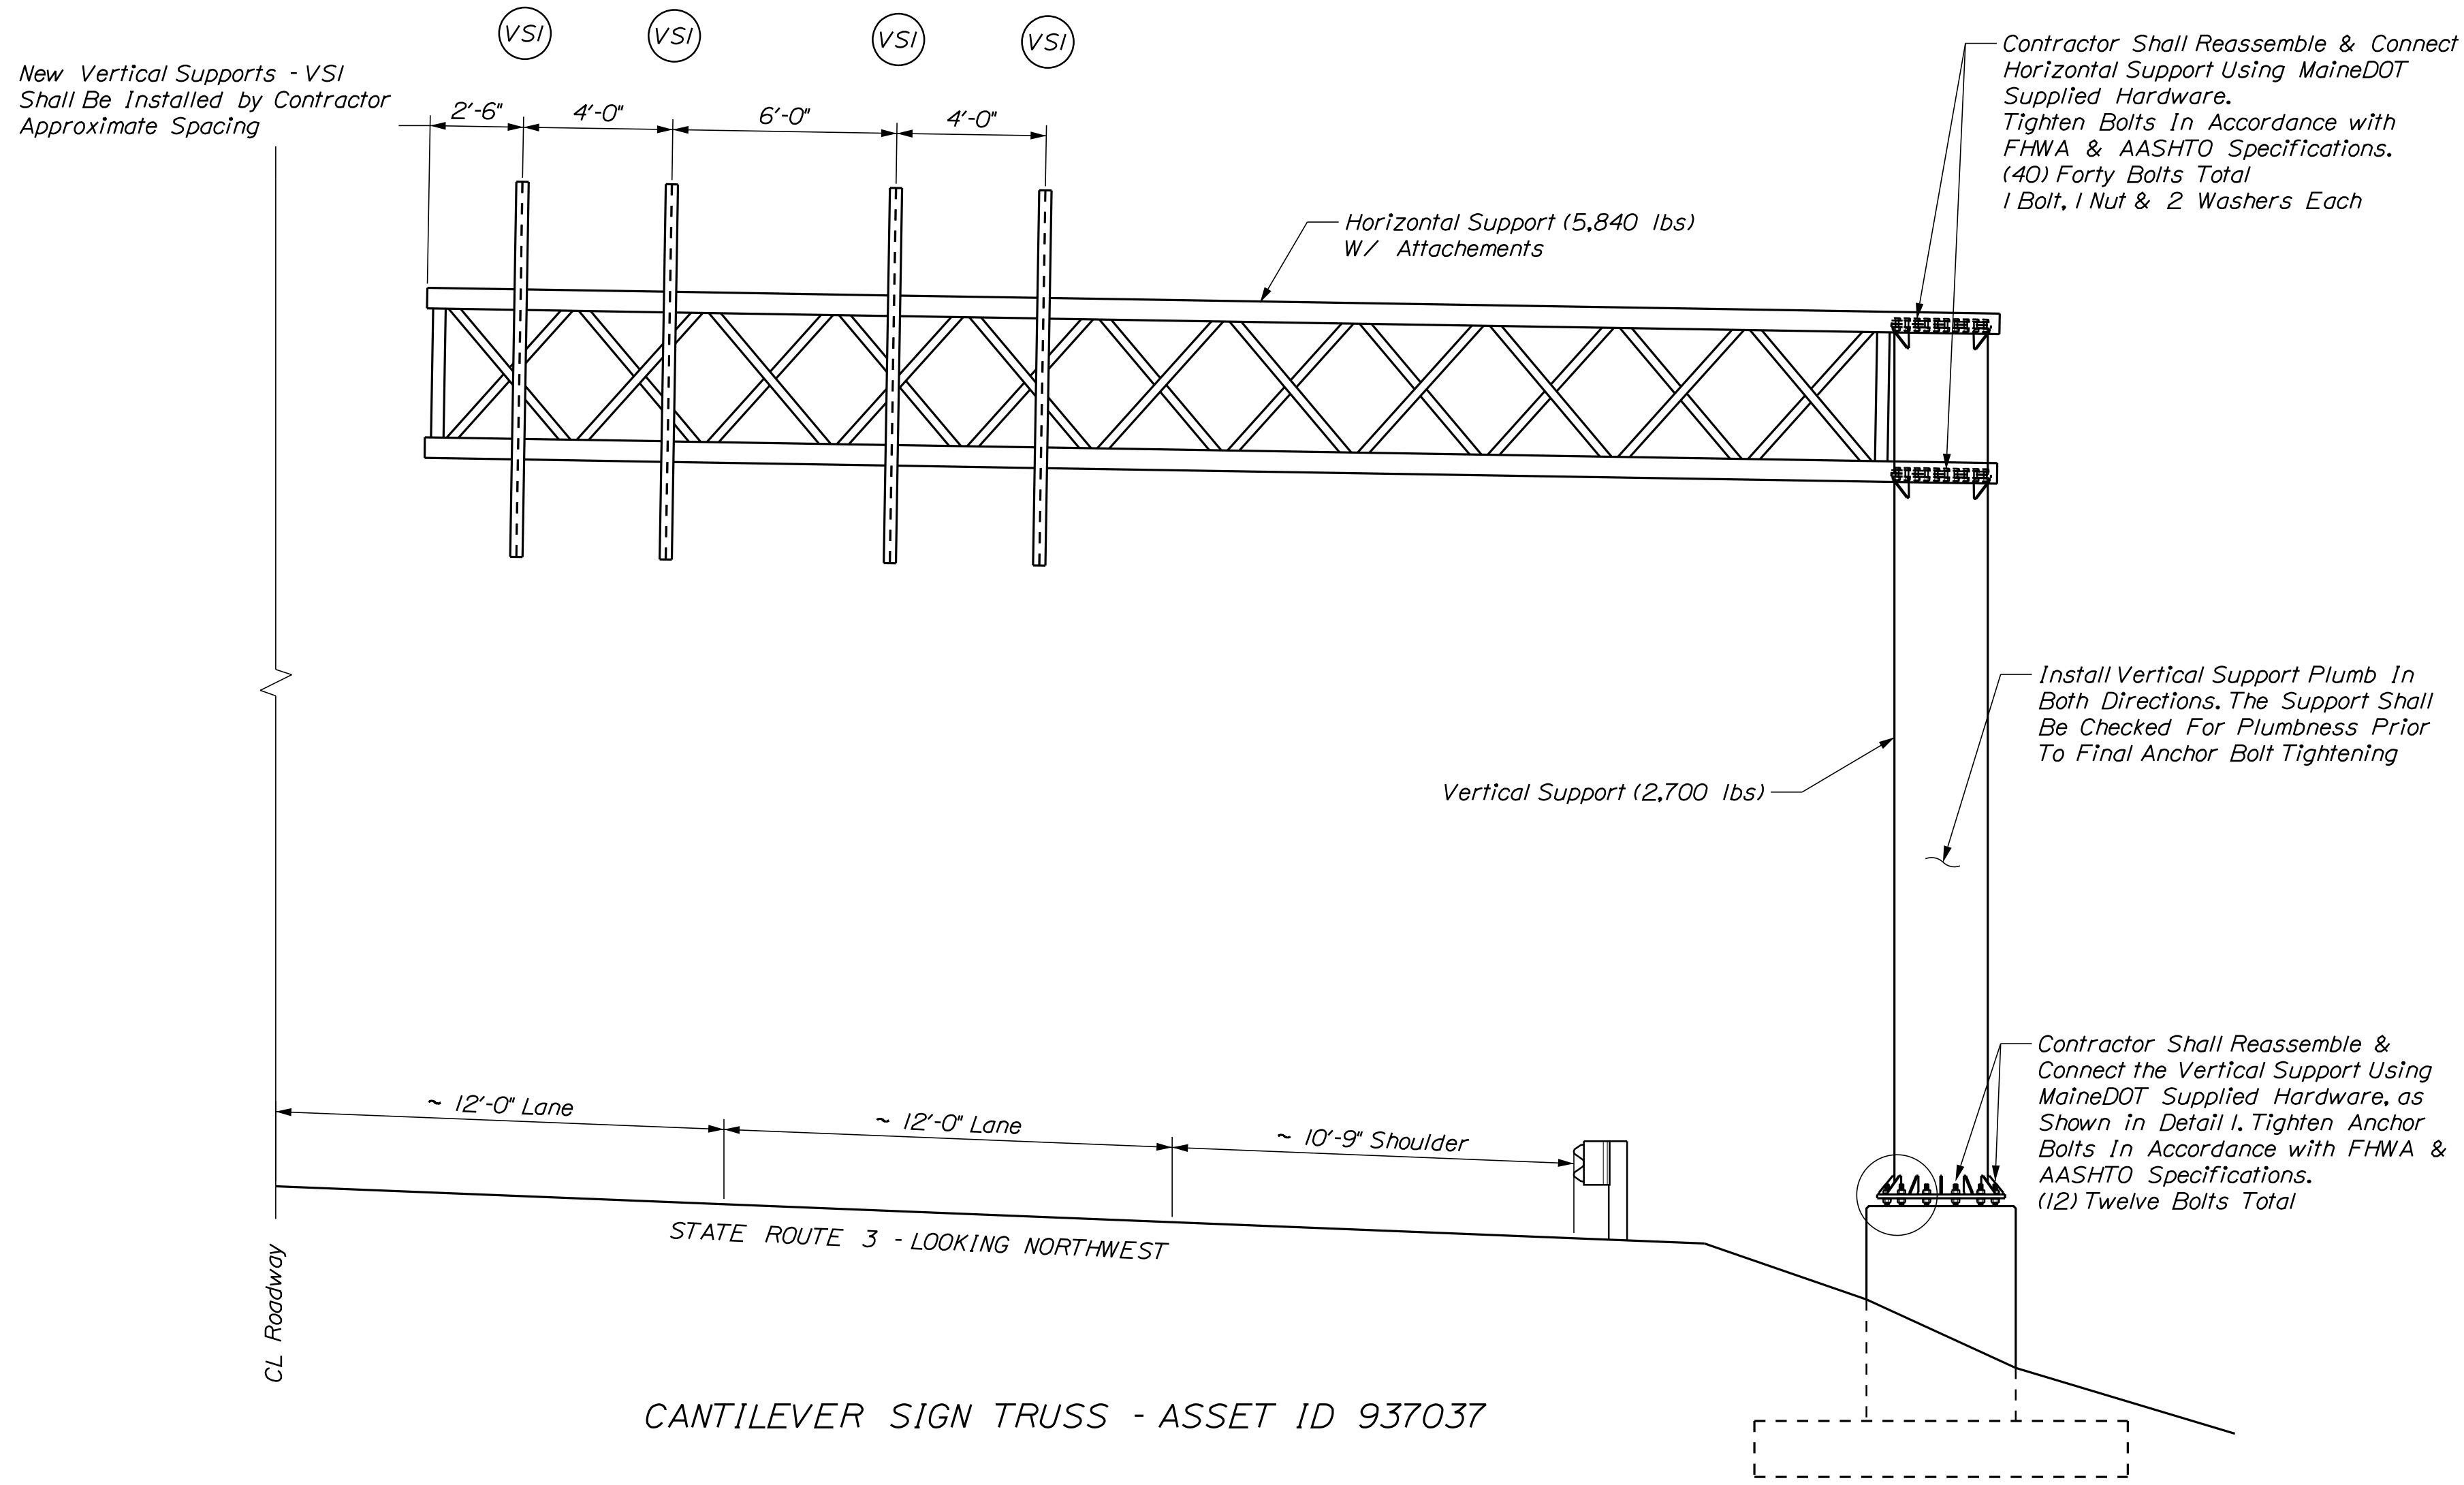 VS1
VS1
VS1
VS1
New Vertical Supports - VS1
Shall Be Installed by Contractor
Approximate Spacing
2'-6"
4'-0"
6'-0"
4'-0"
Contractor Shall Reassemble & Connect
Horizontal Support Using MaineDOT
Supplied Hardware.
Tighten Bolts In Accordance with
FHWA & AASHTO Specifications.
(40) Forty Bolts Total
1 Bolt, 1 Nut & 2 Washers Each
Horizontal Support (5,840 lbs)
W/ Attachements
Install Vertical Support Plumb In
Both Directions. The Support Shall
Be Checked For Plumbness Prior
To Final Anchor Bolt Tightening
Vertical Support (2,700 lbs)
Contractor Shall Reassemble &
Connect the Vertical Support Using
MaineDOT Supplied Hardware, as
Shown in Detail 1. Tighten Anchor
Bolts In Accordance with FHWA &
AASHTO Specifications.
(12) Twelve Bolts Total
~ 12'-0" Lane
~ 12'-0" Lane
~ 10'-9" Shoulder
STATE ROUTE 3 - LOOKING NORTHWEST
CL Roadway
CANTILEVER SIGN TRUSS - ASSET ID 937037